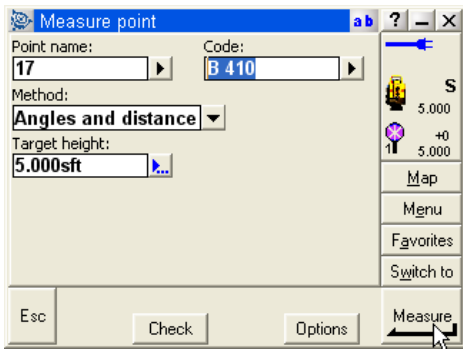 Measure point
a b
? – X
Point name:
Code:
17
B 410
Method:
Angles and distance
Target height:
5.000sft
S
5.000
+0
1
5.000
Map
Menu
Favorites
Switch to
Esc
Check
Options
Measure